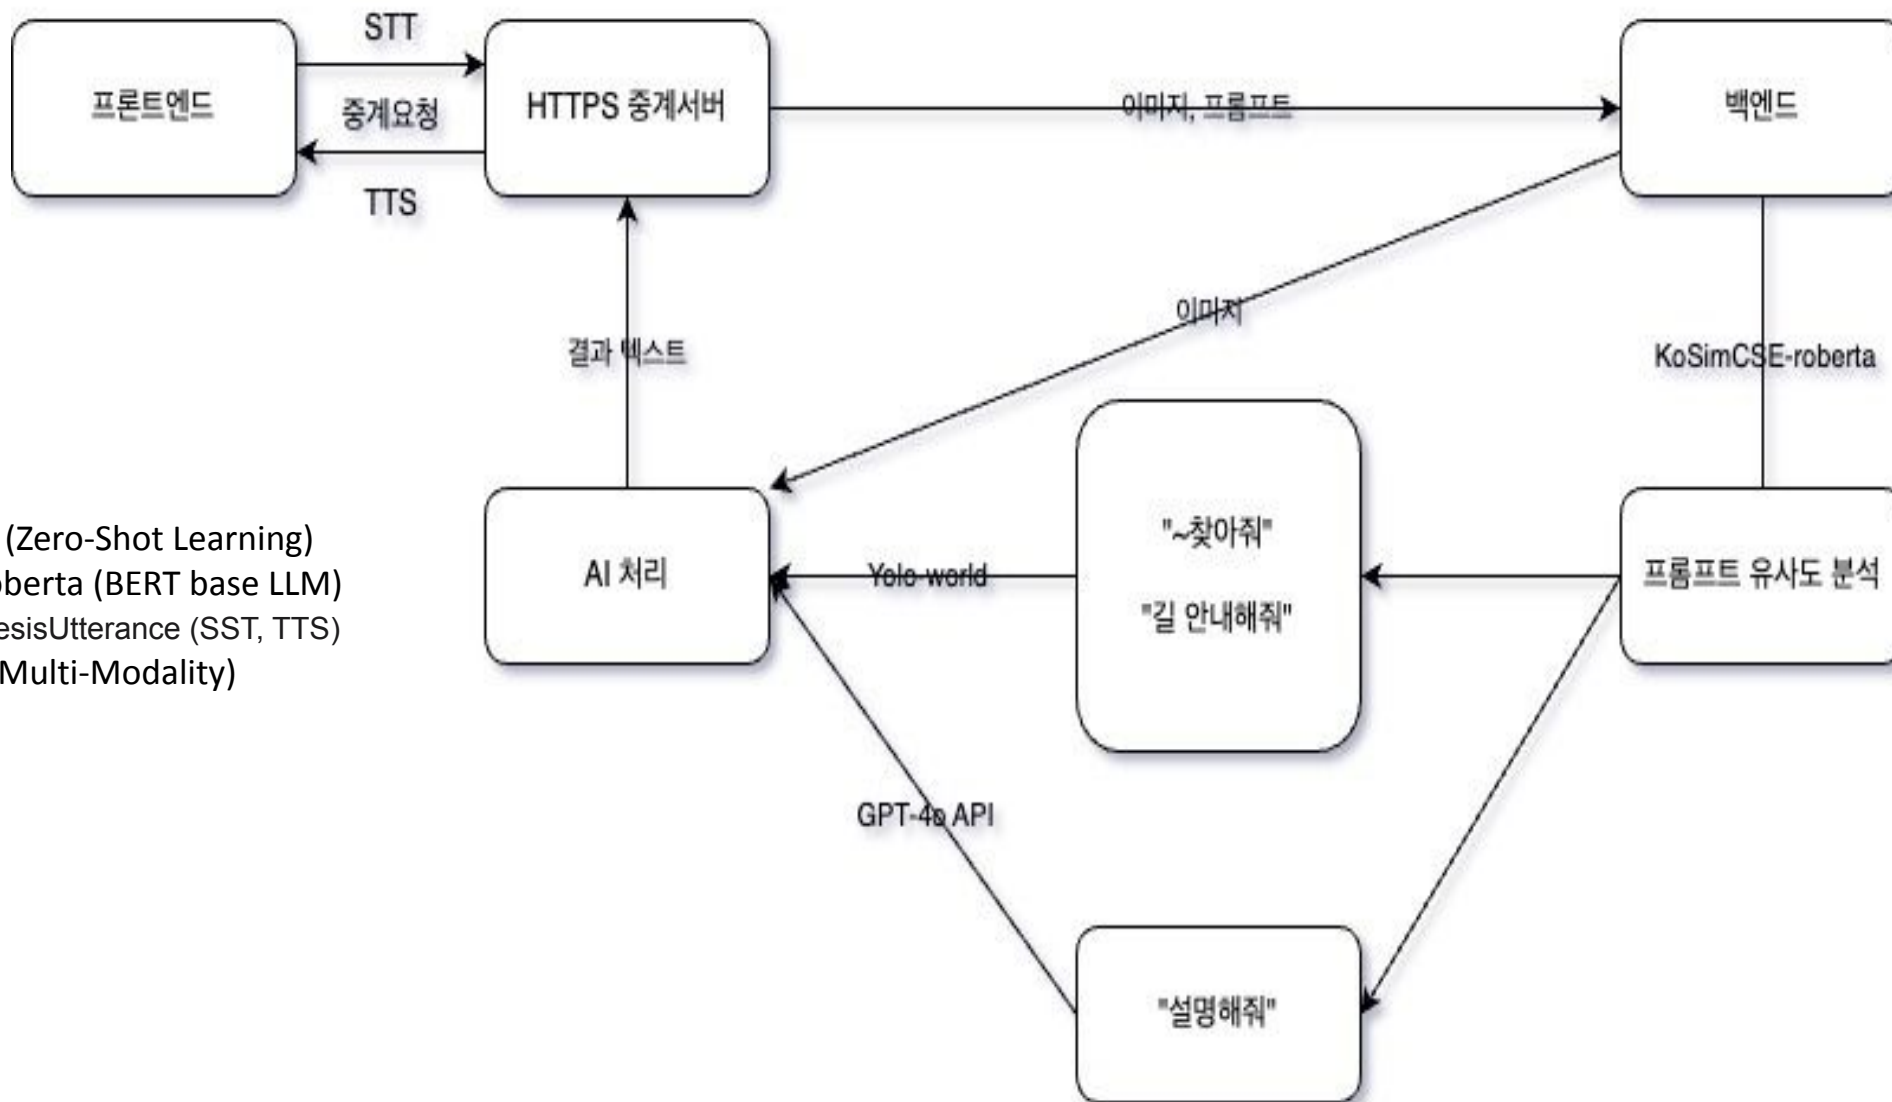 STT
프론트엔드
중계요청
HTTPS 중계서버
이미지, 프롬프트
백엔드
TTS
이미지
결과 텍스트
KoSimCSE-roberta
"~찾아줘"
"길 안내해줘"
AI 처리
Yolo-world
프롬프트 유사도 분석
(Zero-Shot Learning)
oberta (BERT base LLM)
esisUtterance (SST, TTS)
Multi-Modality)
GPT-4o API
"설명해줘"